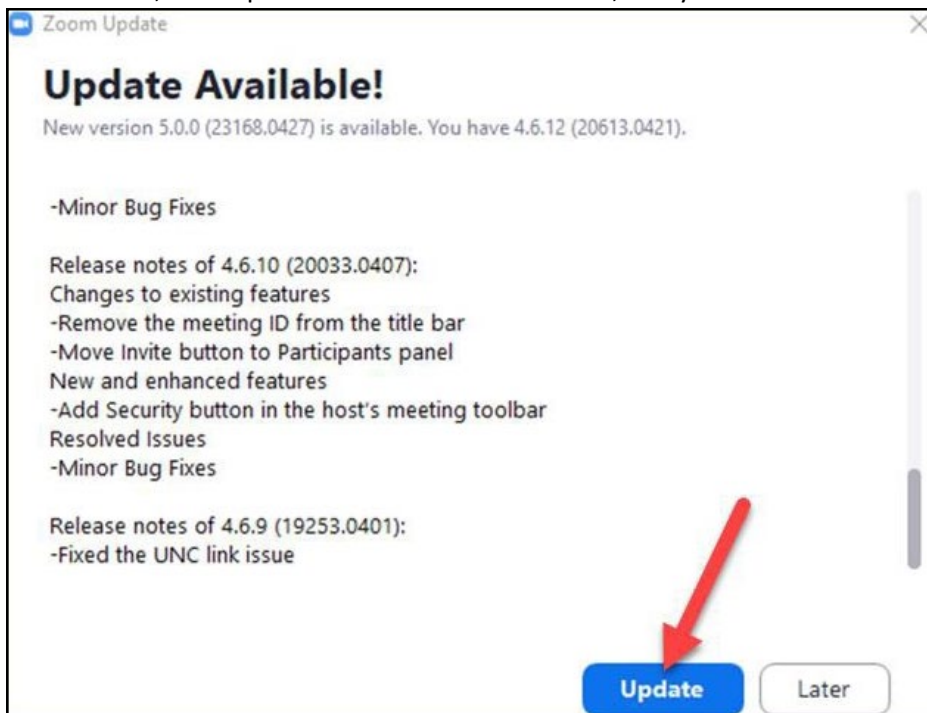 Zoom Update
Update Available!
New version 5.0.0 (23168.0427) is available. You have 4.6.12 (20613.0421).
-Minor Bug Fixes
Release notes of 4.6.10 (20033.0407):
Changes to existing features
-Remove the meeting ID from the title bar
-Move Invite button to Participants panel
New and enhanced features
-Add Security button in the host's meeting toolbar
Resolved Issues
-Minor Bug Fixes
Release notes of 4.6.9 (19253.0401):
-Fixed the UNC link issue
Update
Later